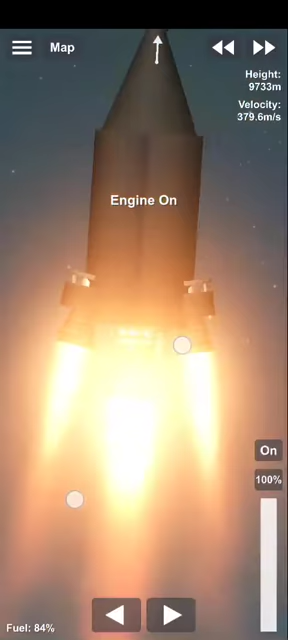 Map
Height:
9733m
Velocity:
379.6m/s
Engine On
On
100%
Fuel: 84%